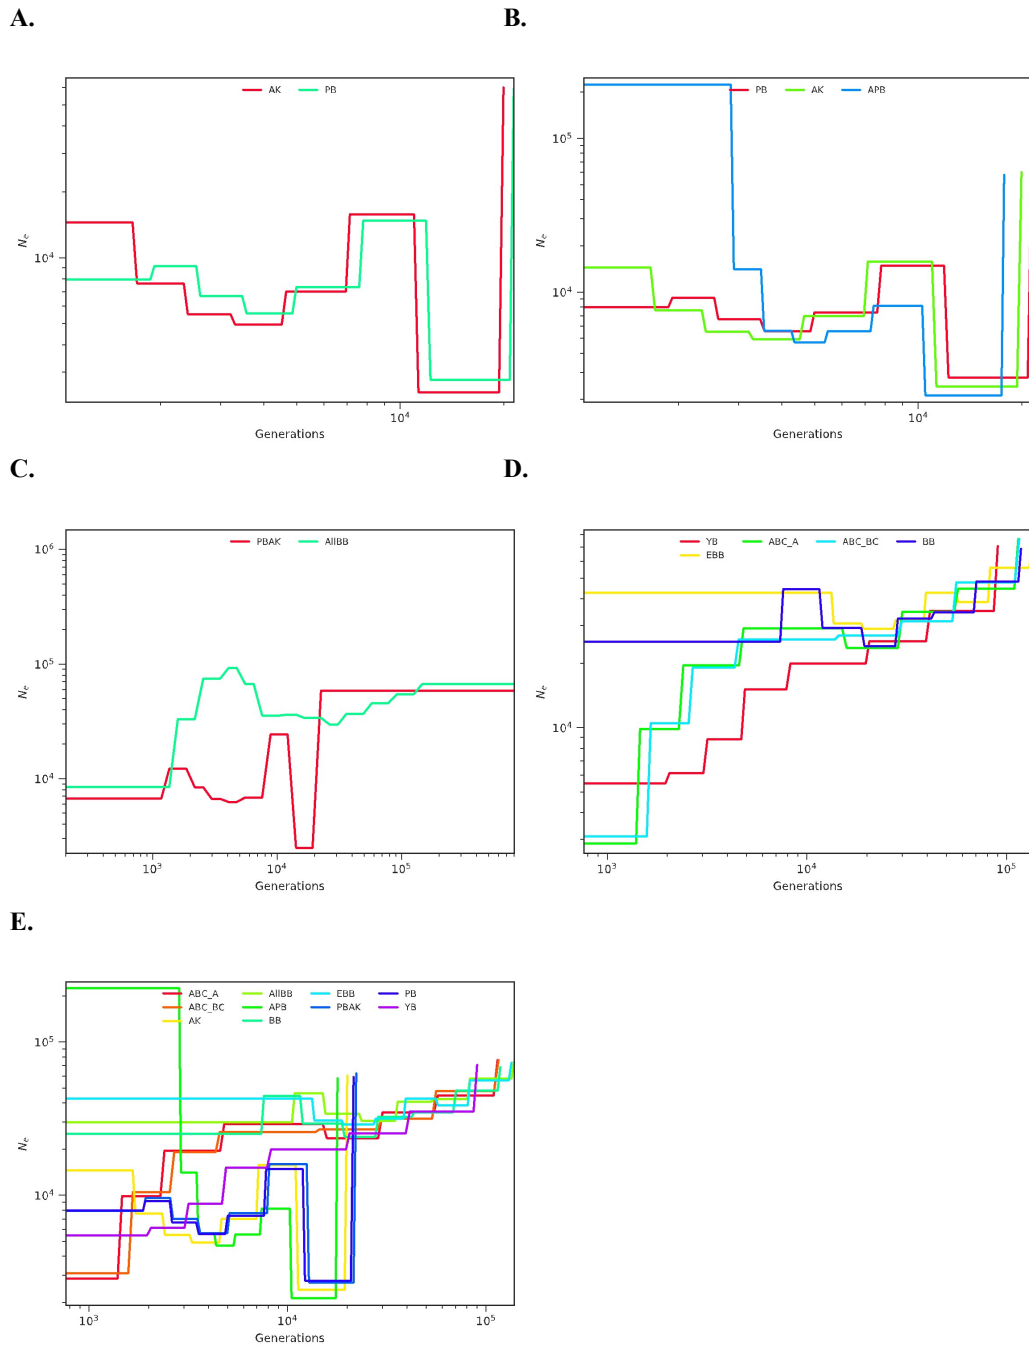 A.
B.
AK PB
PB AK APB
N_e
10^4
10^4
Generations
N_e
10^5
10^4
10^4
Generations
C.
D.
PBAK AllBB
YB ABC_A ABC_BC BB
EBB
N_e
10^6
10^5
10^4
10^3 10^4 10^5
Generations
N_e
10^4
10^3 10^4 10^5
Generations
E.
ABC_A AllBB EBB PB
ABC_BC APB PBAK YB
AK BB
N_e
10^5
10^4
10^3 10^4 10^5
Generations